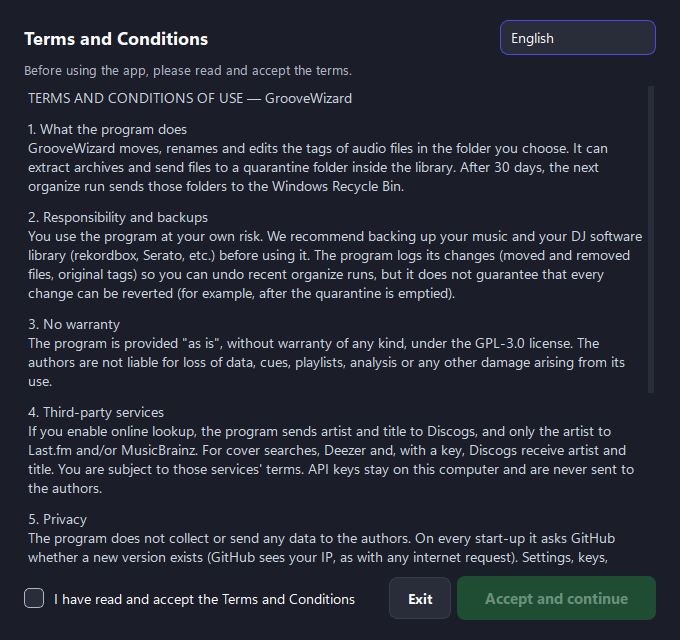 Terms and Conditions
English
Before using the app, please read and accept the terms.
TERMS AND CONDITIONS OF USE — GrooveWizard
1. What the program does
GrooveWizard moves, renames and edits the tags of audio files in the folder you choose. It can
extract archives and send files to a quarantine folder inside the library. After 30 days, the next
organize run sends those folders to the Windows Recycle Bin.
2. Responsibility and backups
You use the program at your own risk. We recommend backing up your music and your DJ software
library (rekordbox, Serato, etc.) before using it. The program logs its changes (moved and removed
files, original tags) so you can undo recent organize runs, but it does not guarantee that every
change can be reverted (for example, after the quarantine is emptied).
3. No warranty
The program is provided "as is", without warranty of any kind, under the GPL-3.0 license. The
authors are not liable for loss of data, cues, playlists, analysis or any other damage arising from its
use.
4. Third-party services
If you enable online lookup, the program sends artist and title to Discogs, and only the artist to
Last.fm and/or MusicBrainz. For cover searches, Deezer and, with a key, Discogs receive artist and
title. You are subject to those services' terms. API keys stay on this computer and are never sent to
the authors.
5. Privacy
The program does not collect or send any data to the authors. On every start-up it asks GitHub
whether a new version exists (GitHub sees your IP, as with any internet request). Settings, keys,
I have read and accept the Terms and Conditions
Exit
Accept and continue